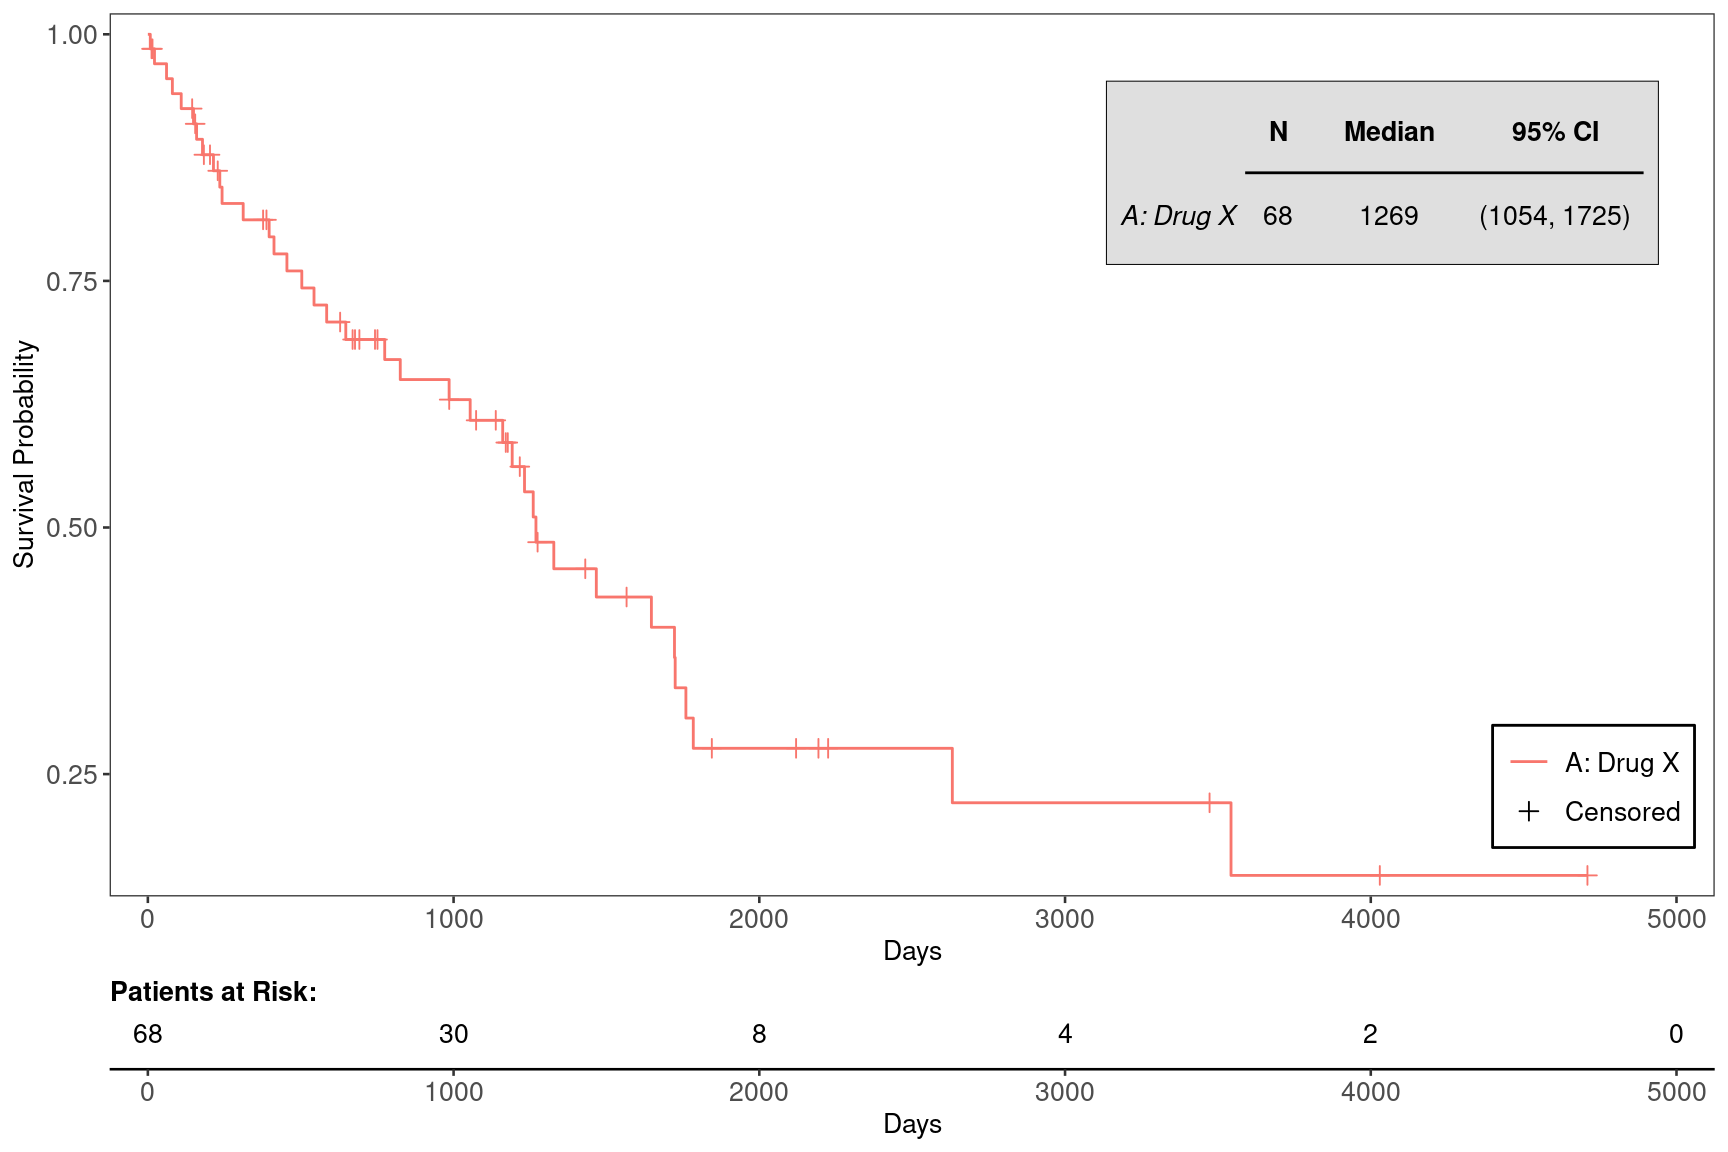 1.00
0.75
0.50
0.25
Survival Probability
N Median 95% CI
A: Drug X 68 1269 (1054, 1725)
A: Drug X
Censored
0 1000 2000 3000 4000 5000
Days
Patients at Risk:
68 30 8 4 2 0
0 1000 2000 3000 4000 5000
Days